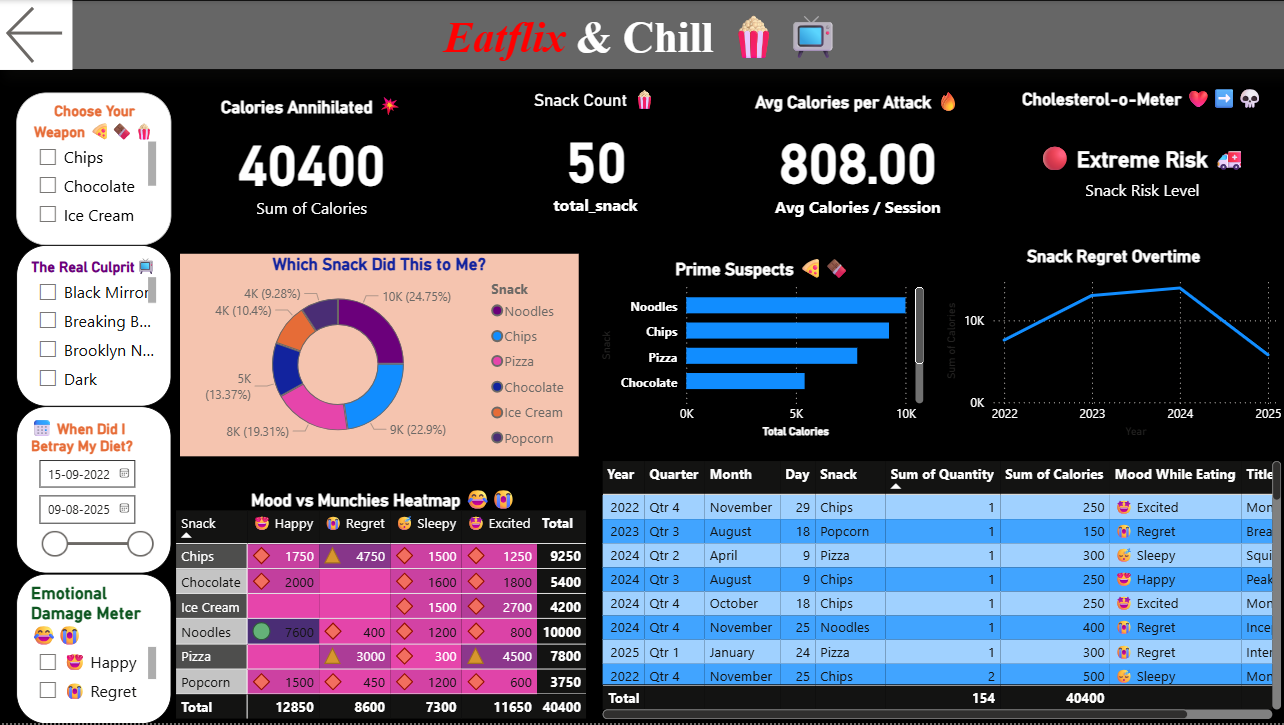 Eatflix & Chill 🍿 📺
Choose Your
Weapon 🍕 🍫 🍿
Chips
Chocolate
Ice Cream
The Real Culprit 📺
Black Mirror
Breaking B...
Brooklyn N...
Dark
When Did I
Betray My Diet?
15-09-2022
09-08-2025
Emotional
Damage Meter
😂 😭
😍 Happy
😭 Regret
Calories Annihilated 💥
40400
Sum of Calories
Snack Count 🍿
50
total_snack
Avg Calories per Attack 🔥
808.00
Avg Calories / Session
Cholesterol-o-Meter ❤️ ➡️ 💀
🔴 Extreme Risk 🚑
Snack Risk Level
Which Snack Did This to Me?
4K (9.28%)
10K (24.75%)
4K (10.4%)
5K
(13.37%)
8K (19.31%)
9K (22.9%)
Snack
Noodles
Chips
Pizza
Chocolate
Ice Cream
Popcorn
Prime Suspects 🍕 🍫
Snack
Noodles
Chips
Pizza
Chocolate
0K 5K 10K
Total Calories
Snack Regret Overtime
Sum of Calories
10K
0K
2022 2023 2024 2025
Year
Mood vs Munchies Heatmap 😂 😭
Snack 😍 Happy 😭 Regret 😴 Sleepy 🤩 Excited Total
Chips 1750 4750 1500 1250 9250
Chocolate 2000 1600 1800 5400
Ice Cream 1500 2700 4200
Noodles 7600 400 1200 800 10000
Pizza 3000 300 4500 7800
Popcorn 1500 450 1200 600 3750
Total 12850 8600 7300 11650 40400
Year Quarter Month Day Snack Sum of Quantity Sum of Calories Mood While Eating Title
2022 Qtr 4 November 29 Chips 1 250 🤩 Excited Mon
2023 Qtr 3 August 18 Popcorn 1 150 😭 Regret Brea
2024 Qtr 2 April 9 Pizza 1 300 😴 Sleepy Squi
2024 Qtr 3 August 9 Chips 1 250 😍 Happy Peak
2024 Qtr 4 October 18 Chips 1 250 🤩 Excited Mon
2024 Qtr 4 November 25 Noodles 1 400 😭 Regret Ince
2025 Qtr 1 January 24 Pizza 1 300 😭 Regret Inter
2022 Qtr 4 November 25 Chips 2 500 😴 Sleepy Mon
Total 154 40400